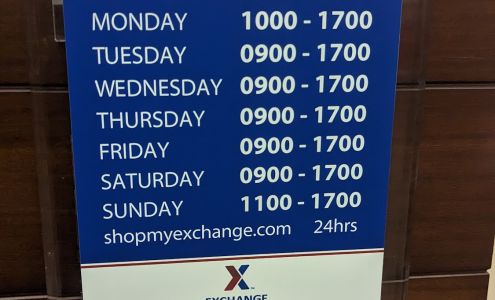 MONDAY 1000 - 1700
TUESDAY 0900 - 1700
WEDNESDAY 0900 - 1700
THURSDAY 0900 - 1700
FRIDAY 0900 - 1700
SATURDAY 0900 - 1700
SUNDAY 1100 - 1700
shopmyexchange.com 24hrs
X
EXCHANGE